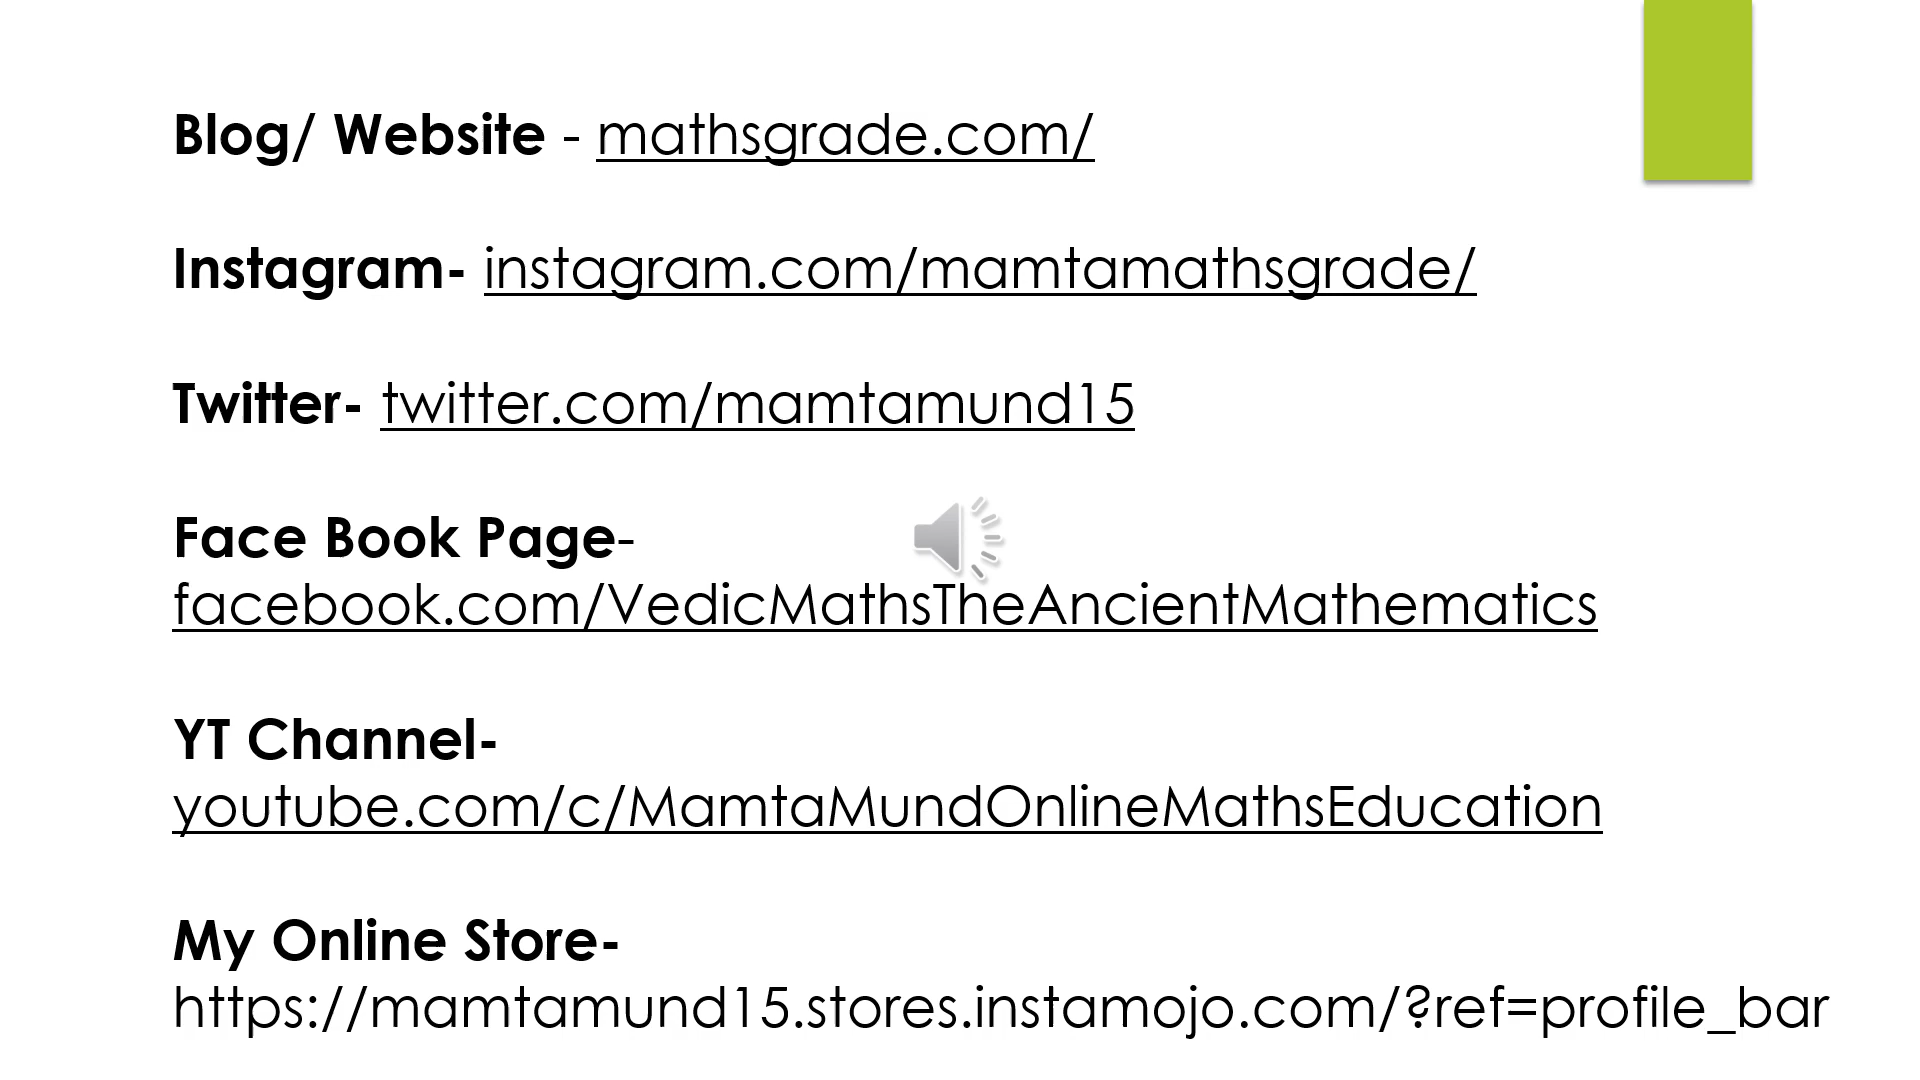 Blog/ Website - mathsgrade.com/
Instagram- instagram.com/mamtamathsgrade/
Twitter- twitter.com/mamtamund15
Face Book Page-
facebook.com/VedicMathsTheAncientMathematics
YT Channel-
youtube.com/c/MamtaMundOnlineMathsEducation
My Online Store-
https://mamtamund15.stores.instamojo.com/?ref=profile_bar